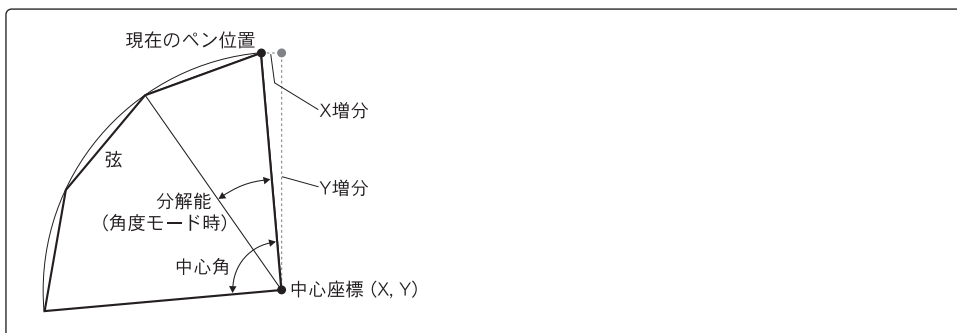 現在のペン位置
X増分
弦
Y増分
分解能
(角度モード時)
中心角
中心座標 (X, Y)